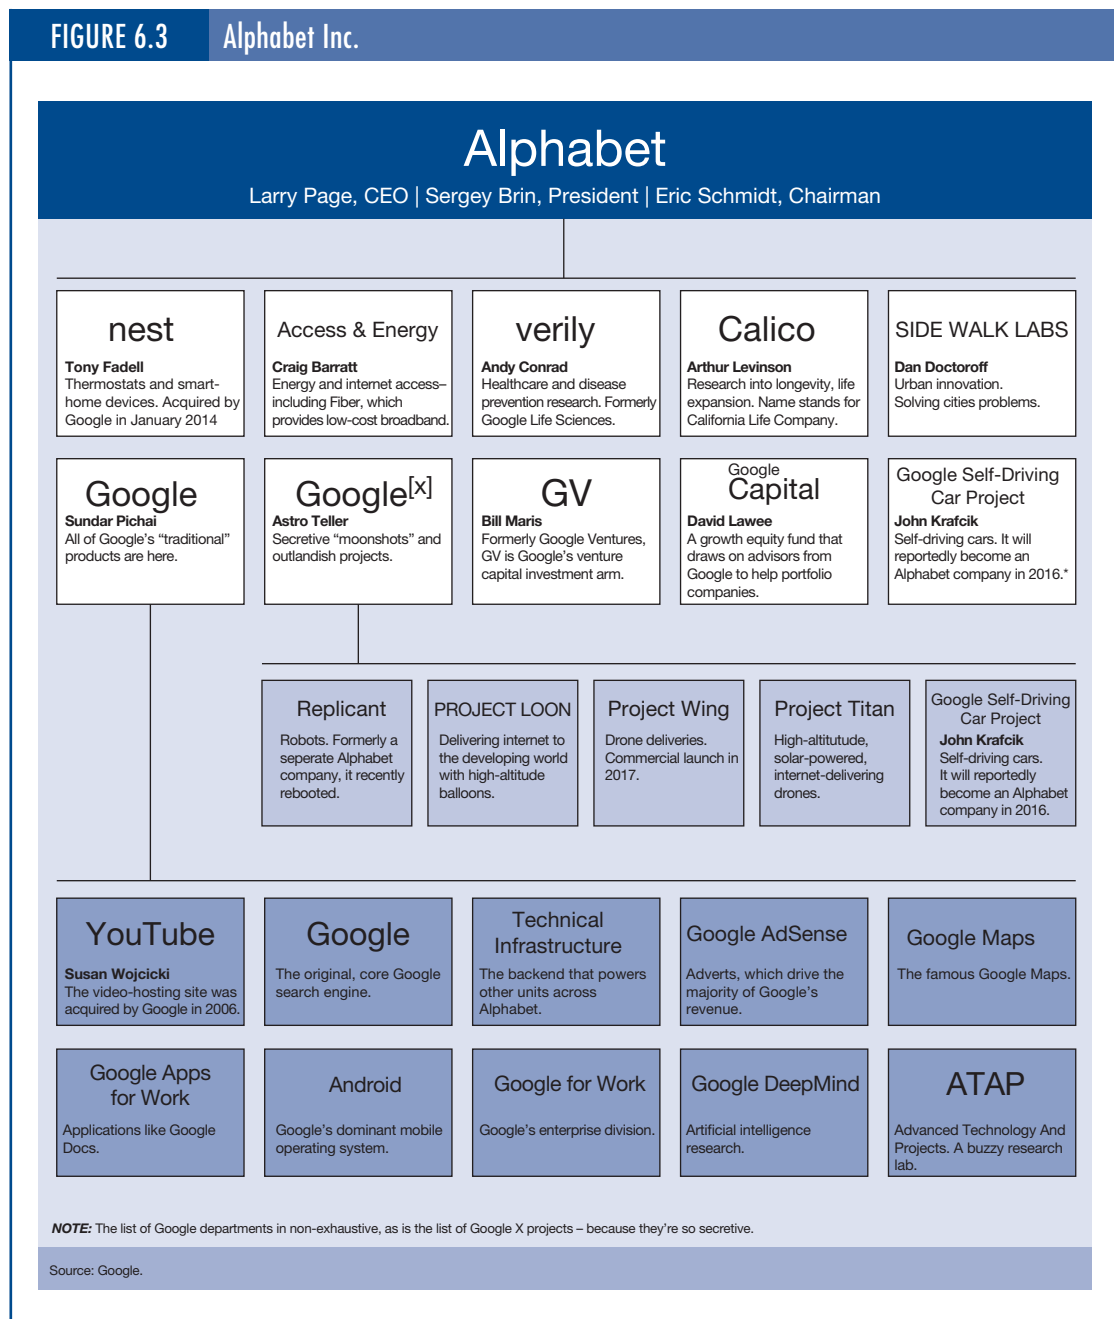 FIGURE 6.3 Alphabet Inc.
Alphabet
Larry Page, CEO | Sergey Brin, President | Eric Schmidt, Chairman
nest
Tony Fadell
Thermostats and smart-
home devices. Acquired by
Google in January 2014
Access & Energy
Craig Barratt
Energy and internet access–
including Fiber, which
provides low-cost broadband.
verily
Andy Conrad
Healthcare and disease
prevention research. Formerly
Google Life Sciences.
Calico
Arthur Levinson
Research into longevity, life
expansion. Name stands for
California Life Company.
SIDE WALK LABS
Dan Doctoroff
Urban innovation.
Solving cities problems.
Google
Sundar Pichai
All of Google's “traditional”
products are here.
Google[x]
Astro Teller
Secretive “moonshots” and
outlandish projects.
GV
Bill Maris
Formerly Google Ventures,
GV is Google's venture
capital investment arm.
Google
Capital
David Lawee
A growth equity fund that
draws on advisors from
Google to help portfolio
companies.
Google Self-Driving
Car Project
John Krafcik
Self-driving cars. It will
reportedly become an
Alphabet company in 2016.*
Replicant
Robots. Formerly a
seperate Alphabet
company, it recently
rebooted.
PROJECT LOON
Delivering internet to
the developing world
with high-altitude
balloons.
Project Wing
Drone deliveries.
Commercial launch in
2017.
Project Titan
High-altitutude,
solar-powered,
internet-delivering
drones.
Google Self-Driving
Car Project
John Krafcik
Self-driving cars.
It will reportedly
become an Alphabet
company in 2016.
YouTube
Susan Wojcicki
The video-hosting site was
acquired by Google in 2006.
Google
The original, core Google
search engine.
Technical
Infrastructure
The backend that powers
other units across
Alphabet.
Google AdSense
Adverts, which drive the
majority of Google's
revenue.
Google Maps
The famous Google Maps.
Google Apps
for Work
Applications like Google
Docs.
Android
Google's dominant mobile
operating system.
Google for Work
Google's enterprise division.
Google DeepMind
Artificial intelligence
research.
ATAP
Advanced Technology And
Projects. A buzzy research
lab.
NOTE: The list of Google departments in non-exhaustive, as is the list of Google X projects – because they're so secretive.
Source: Google.